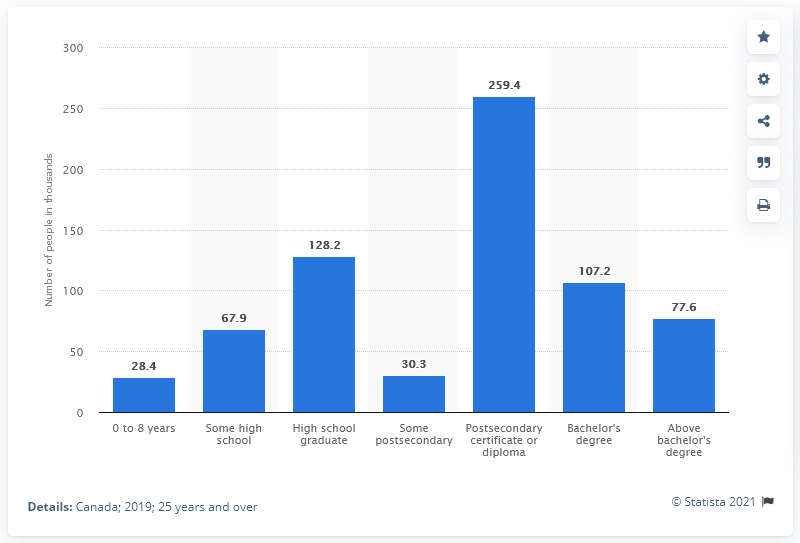 300
250
200
150
100
50
0
Number of people in thousands
28.4
67.9
128.2
30.3
259.4
107.2
77.6
0 to 8 years
Some high
school
High school
graduate
Some
postsecondary
Postsecondary
certificate or
diploma
Bachelor's
degree
Above
bachelor's
degree
Details: Canada; 2019; 25 years and over
© Statista 2021